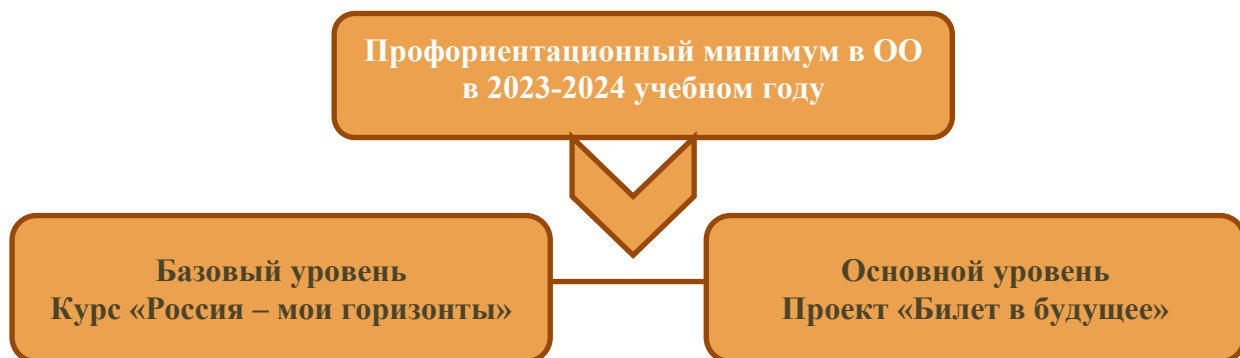 Профориентационный минимум в ОО
в 2023-2024 учебном году
Базовый уровень
Курс «Россия – мои горизонты»
Основной уровень
Проект «Билет в будущее»